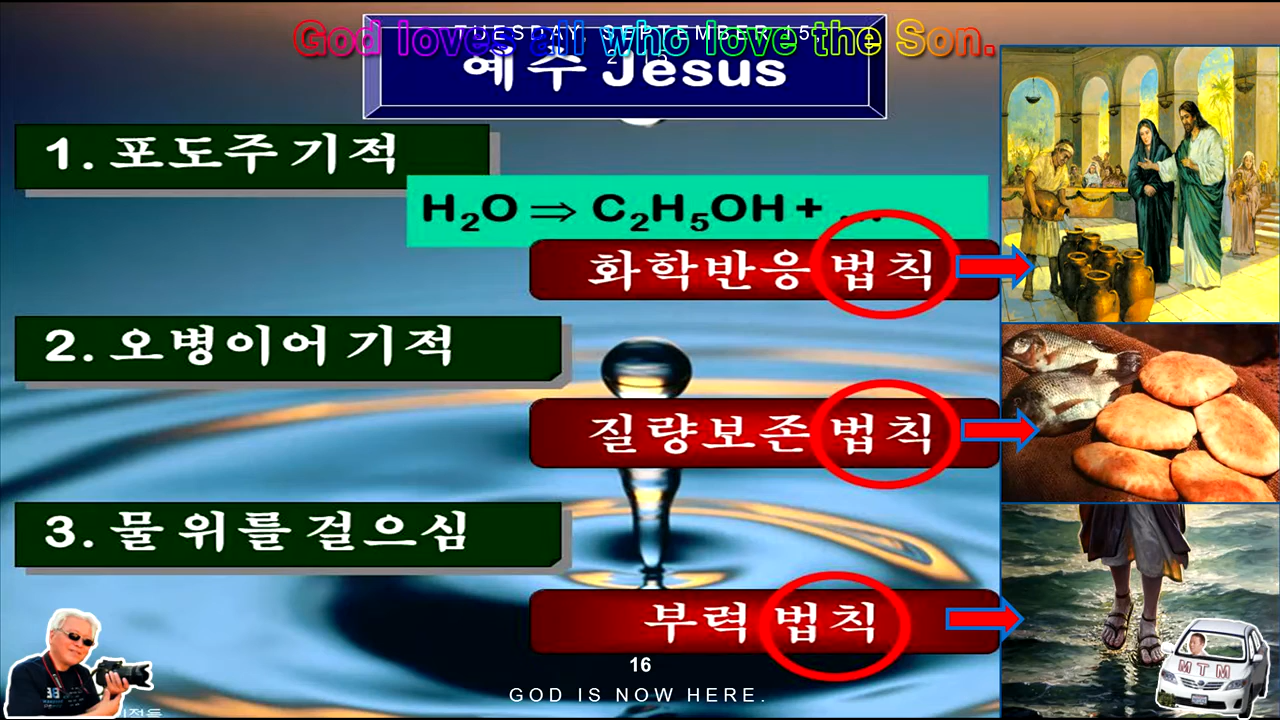 God loves all who love the Son.
TUESDAY, SEPTEMBER 15,
예수 Jesus
1. 포도주 기적
H₂O ⇒ C₂H₅OH + ...
화학반응 법칙
2. 오병이어 기적
질량보존 법칙
3. 물 위를 걸으심
부력 법칙
16
GOD IS NOW HERE.
MTM